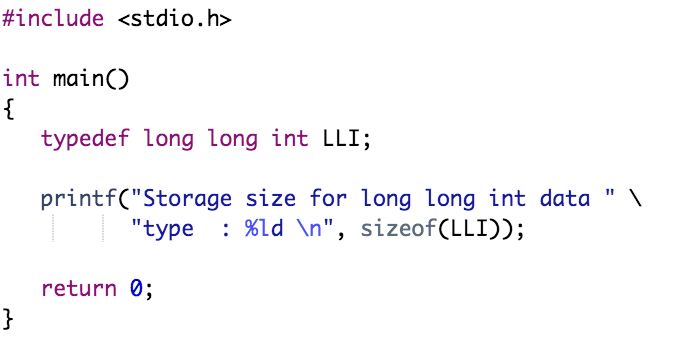 #include <stdio.h>
int main()
{
typedef long long int LLI;
printf("Storage size for long long int data " \
"type  : %ld \n", sizeof(LLI));
return 0;
}